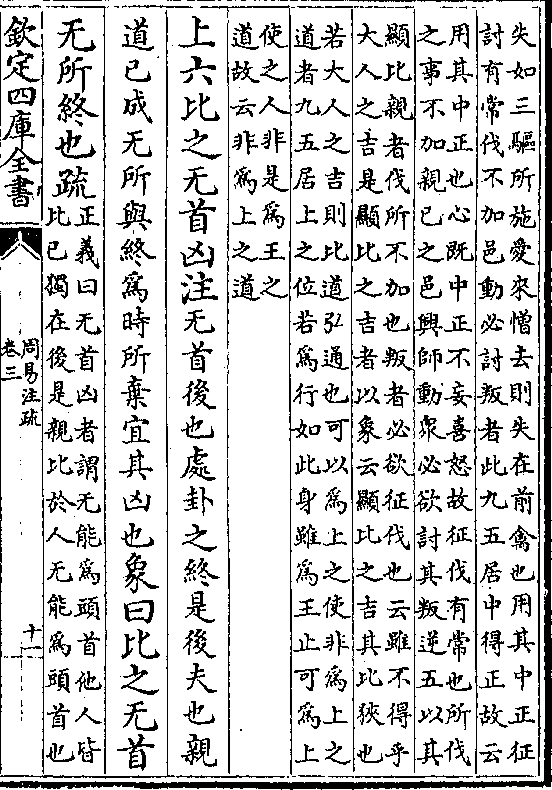 失如三驅所施愛來憎去則失在前禽也用其中正征
討有常伐不加邑動必討叛者此九五居中得正故云
用其中正也心既中正不妄喜怒故征伐有常也所伐
之事不加親已之邑興師動衆必欲討其叛逆五以其
顯比親者伐所不加也叛者必欲征伐也云雖不得乎
大人之吉是顯比之吉者以象云顯比之吉其比狹也
若大人之吉則比道弘通也可以為上之使非為上之
道者九五居上之位若為行如此身雖為王止可為上
使之人非是為王之
道故云非為上之道
上六比之无首凶注无首後也處卦之終是後夫也親
道已成无所與終為時所棄宜其凶也象曰比之无首
无所終也疏
正義曰无首凶者謂无能為頭首他人皆
比已獨在後是親比於人无能為頭首也
欽定四庫全書
周易注疏
卷三
十一